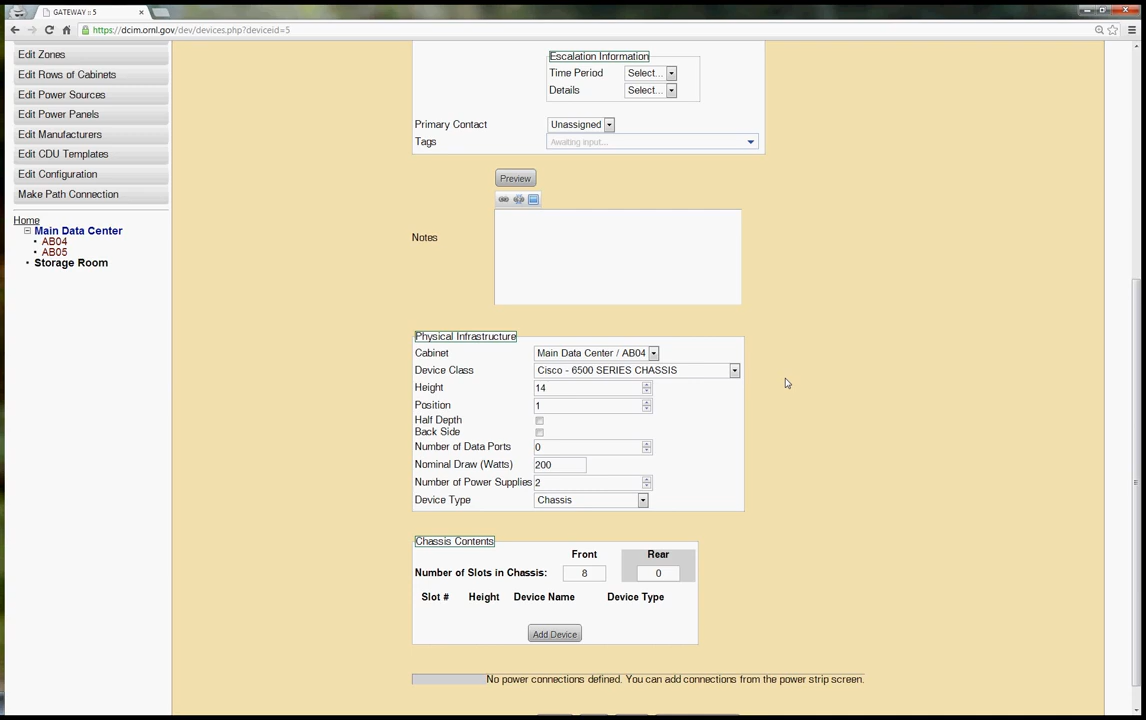 GATEWAY :: 5
https://dcim.ornl.gov/dev/devices.php?deviceid=5
Edit Zones
Edit Rows of Cabinets
Edit Power Sources
Edit Power Panels
Edit Manufacturers
Edit CDU Templates
Edit Configuration
Make Path Connection
Home
Main Data Center
AB04
AB05
Storage Room
Escalation Information
Time Period Select...
Details Select...
Primary Contact Unassigned
Tags Awaiting input...
Preview
Notes
Physical Infrastructure
Cabinet Main Data Center / AB04
Device Class Cisco - 6500 SERIES CHASSIS
Height 14
Position 1
Half Depth
Back Side
Number of Data Ports 0
Nominal Draw (Watts) 200
Number of Power Supplies 2
Device Type Chassis
Chassis Contents
Front Rear
Number of Slots in Chassis: 8 0
Slot # Height Device Name Device Type
Add Device
No power connections defined. You can add connections from the power strip screen.